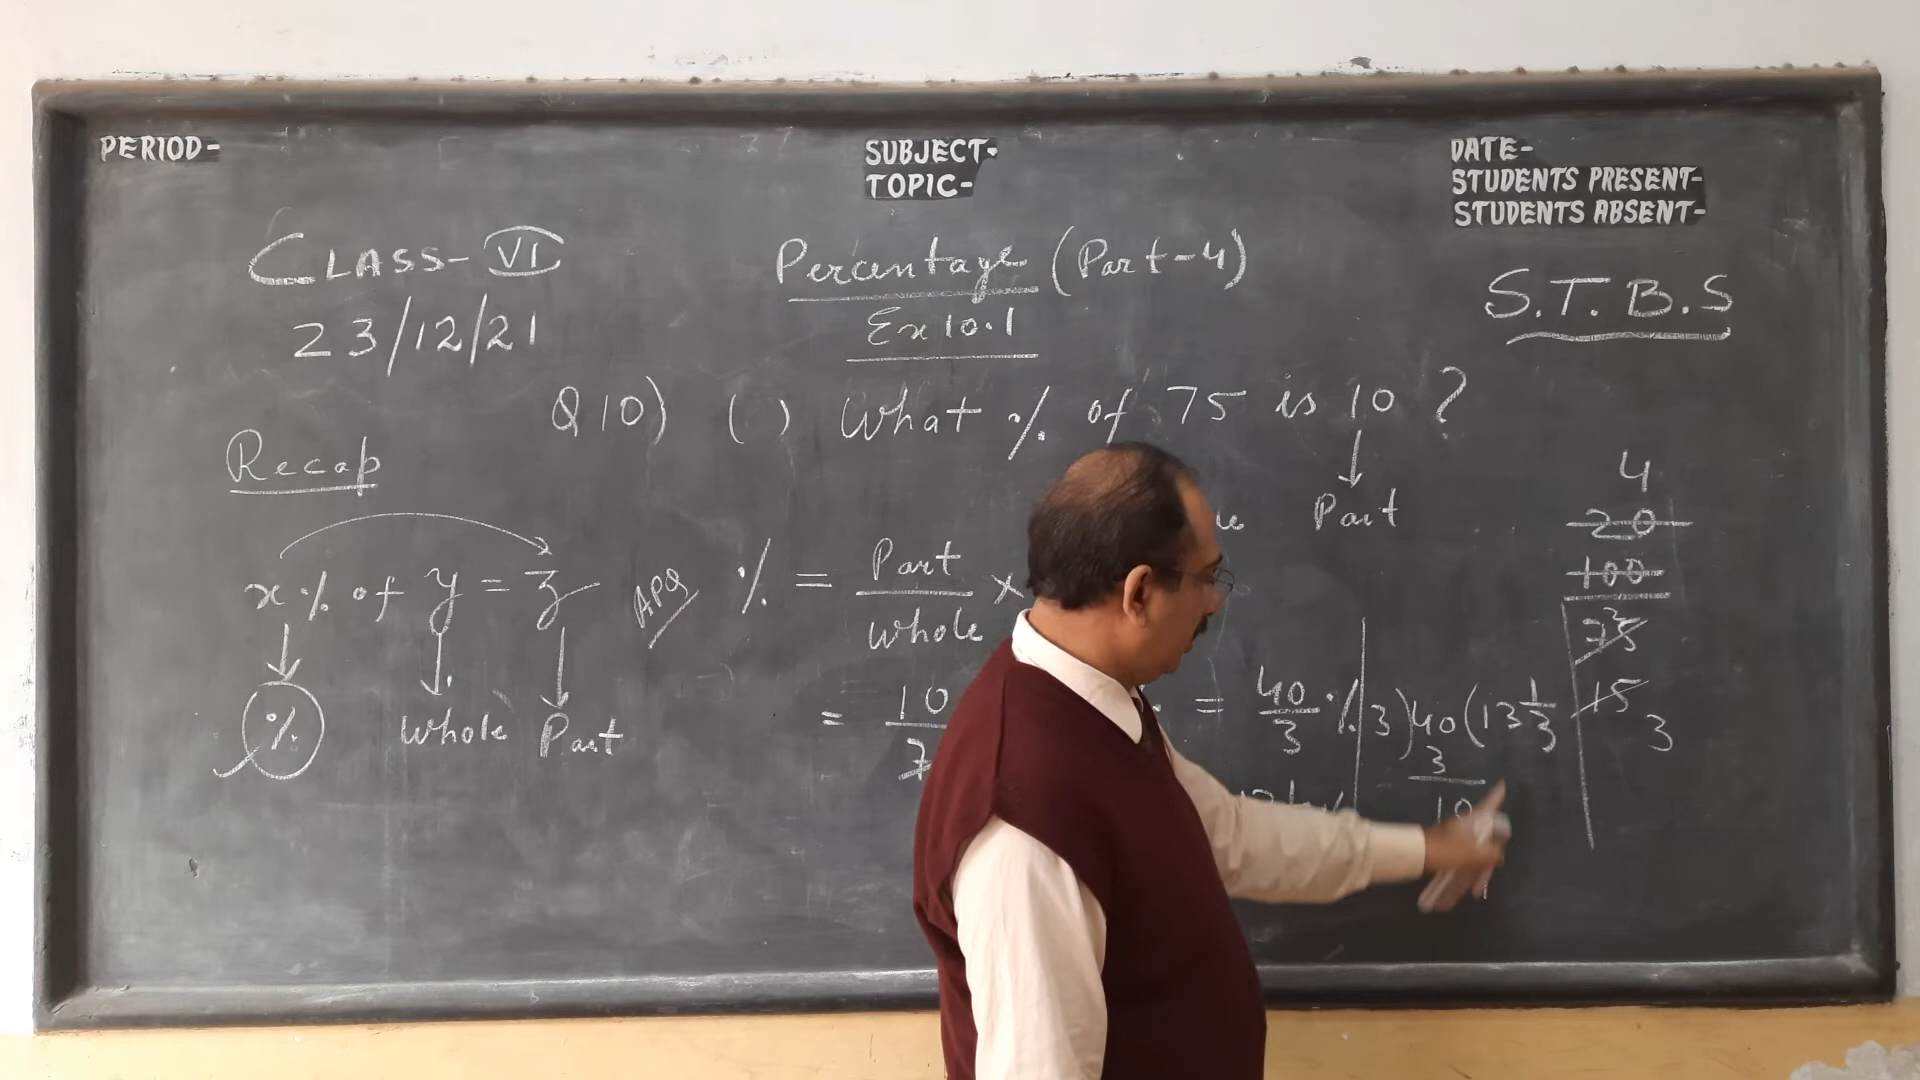 PERIOD-
SUBJECT-
TOPIC-
DATE-
STUDENTS PRESENT-
STUDENTS ABSENT-
CLASS- VI
23/12/21
Percentage (Part-4)
Ex 10.1
S.T.B.S
Q10) ( ) What % of 75 is 10 ?
Part
Recap
x % of y = z
APQ
% = Part / Whole ×
% Whole Part
= 10
= 40/3 %
3) 40 (13 1/3
3
10
4
20
100
75
15
3